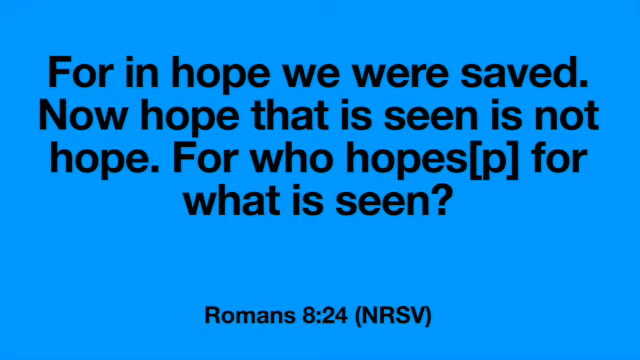 For in hope we were saved.
Now hope that is seen is not
hope. For who hopes[p] for
what is seen?
Romans 8:24 (NRSV)